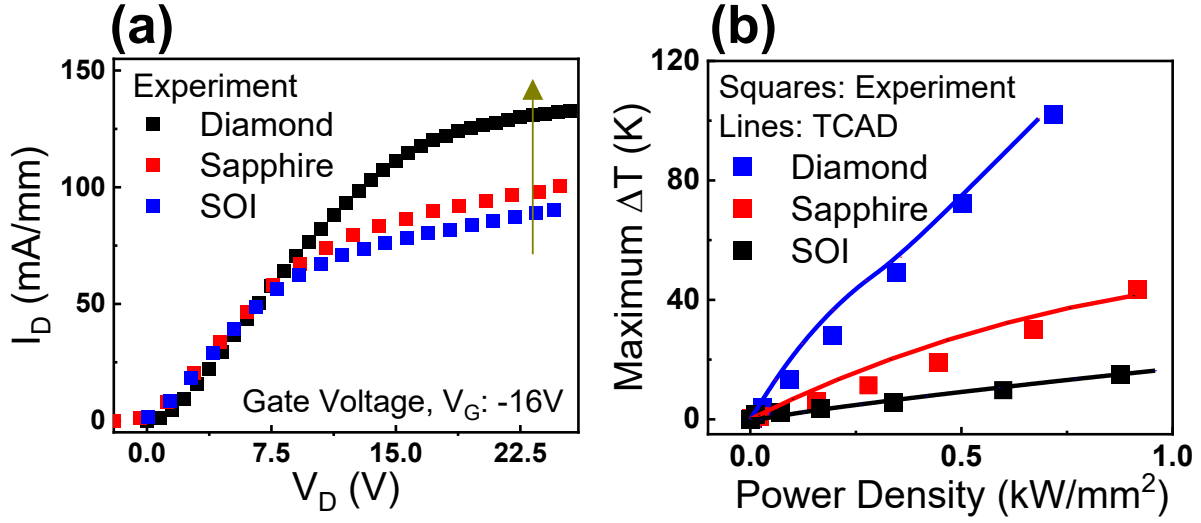 (a)
150
100
50
0
I_D (mA/mm)
Experiment
Diamond
Sapphire
SOI
Gate Voltage, V_G: -16V
0.0 7.5 15.0 22.5
V_D (V)
(b)
120
80
40
0
Maximum ΔT (K)
Squares: Experiment
Lines: TCAD
Diamond
Sapphire
SOI
0.0 0.5 1.0
Power Density (kW/mm²)